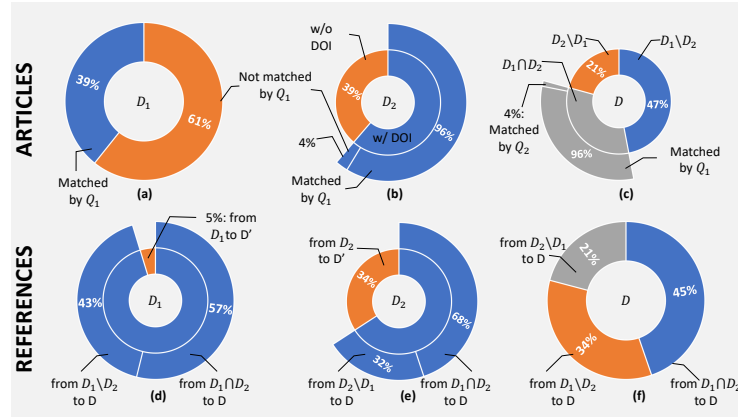 ARTICLES
39%
D₁
61%
Not matched
by Q₁
Matched
by Q₁
(a)
w/o
DOI
39%
D₂
w/ DOI
96%
4%
Matched
by Q₁
(b)
D₂\D₁
D₁\D₂
D₁∩D₂
21%
47%
D
4%:
Matched
by Q₂
96%
Matched
by Q₁
(c)
REFERENCES
5%: from
D₁ to D'
43%
D₁
57%
from D₁\D₂
to D
from D₁∩D₂
to D
(d)
from D₂
to D'
34%
D₂
68%
32%
from D₂\D₁
to D
from D₁∩D₂
to D
(e)
from D₂\D₁
to D
21%
D
45%
34%
from D₁\D₂
to D
from D₁∩D₂
to D
(f)